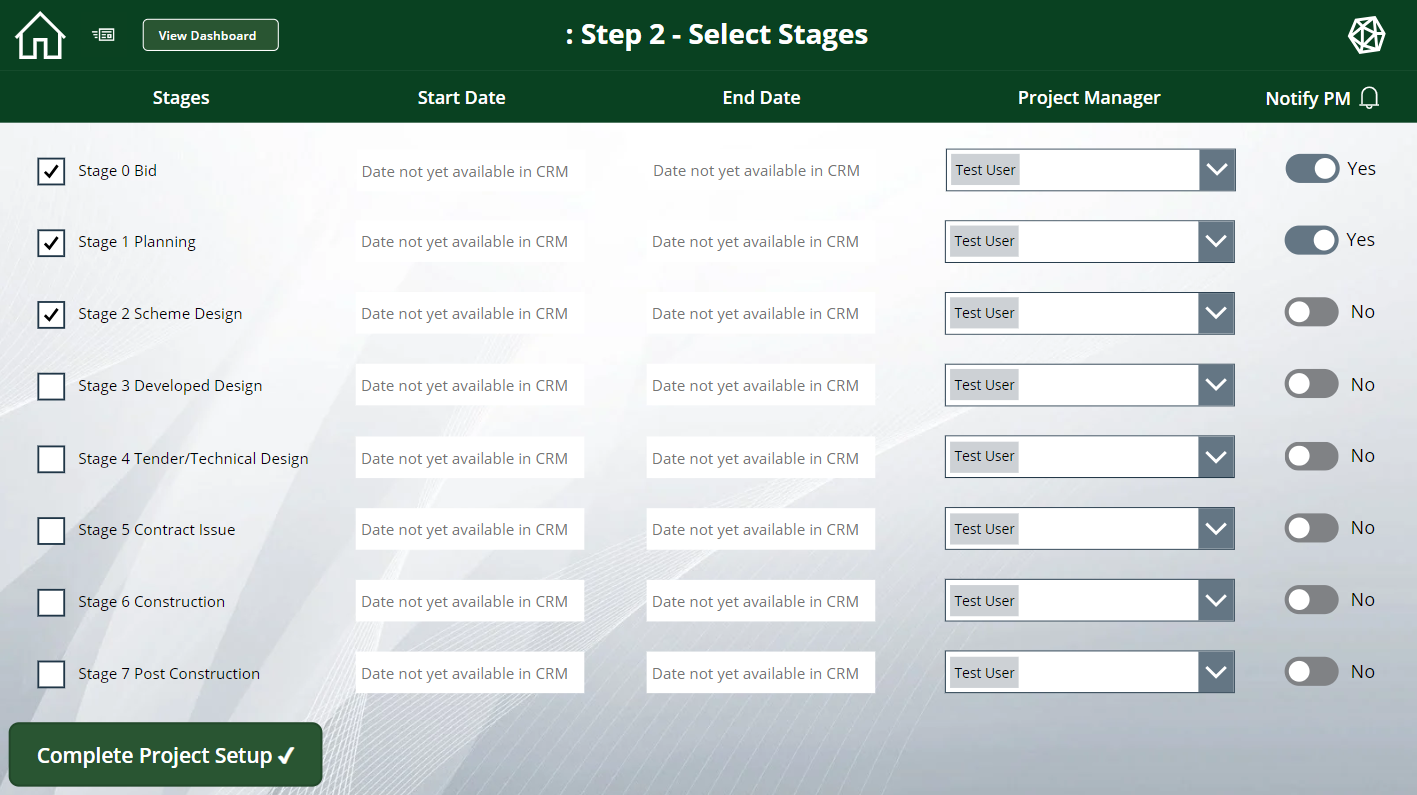 View Dashboard
: Step 2 - Select Stages
Stages Start Date End Date Project Manager Notify PM
Stage 0 Bid Date not yet available in CRM Date not yet available in CRM Test User Yes
Stage 1 Planning Date not yet available in CRM Date not yet available in CRM Test User Yes
Stage 2 Scheme Design Date not yet available in CRM Date not yet available in CRM Test User No
Stage 3 Developed Design Date not yet available in CRM Date not yet available in CRM Test User No
Stage 4 Tender/Technical Design Date not yet available in CRM Date not yet available in CRM Test User No
Stage 5 Contract Issue Date not yet available in CRM Date not yet available in CRM Test User No
Stage 6 Construction Date not yet available in CRM Date not yet available in CRM Test User No
Stage 7 Post Construction Date not yet available in CRM Date not yet available in CRM Test User No
Complete Project Setup ✓